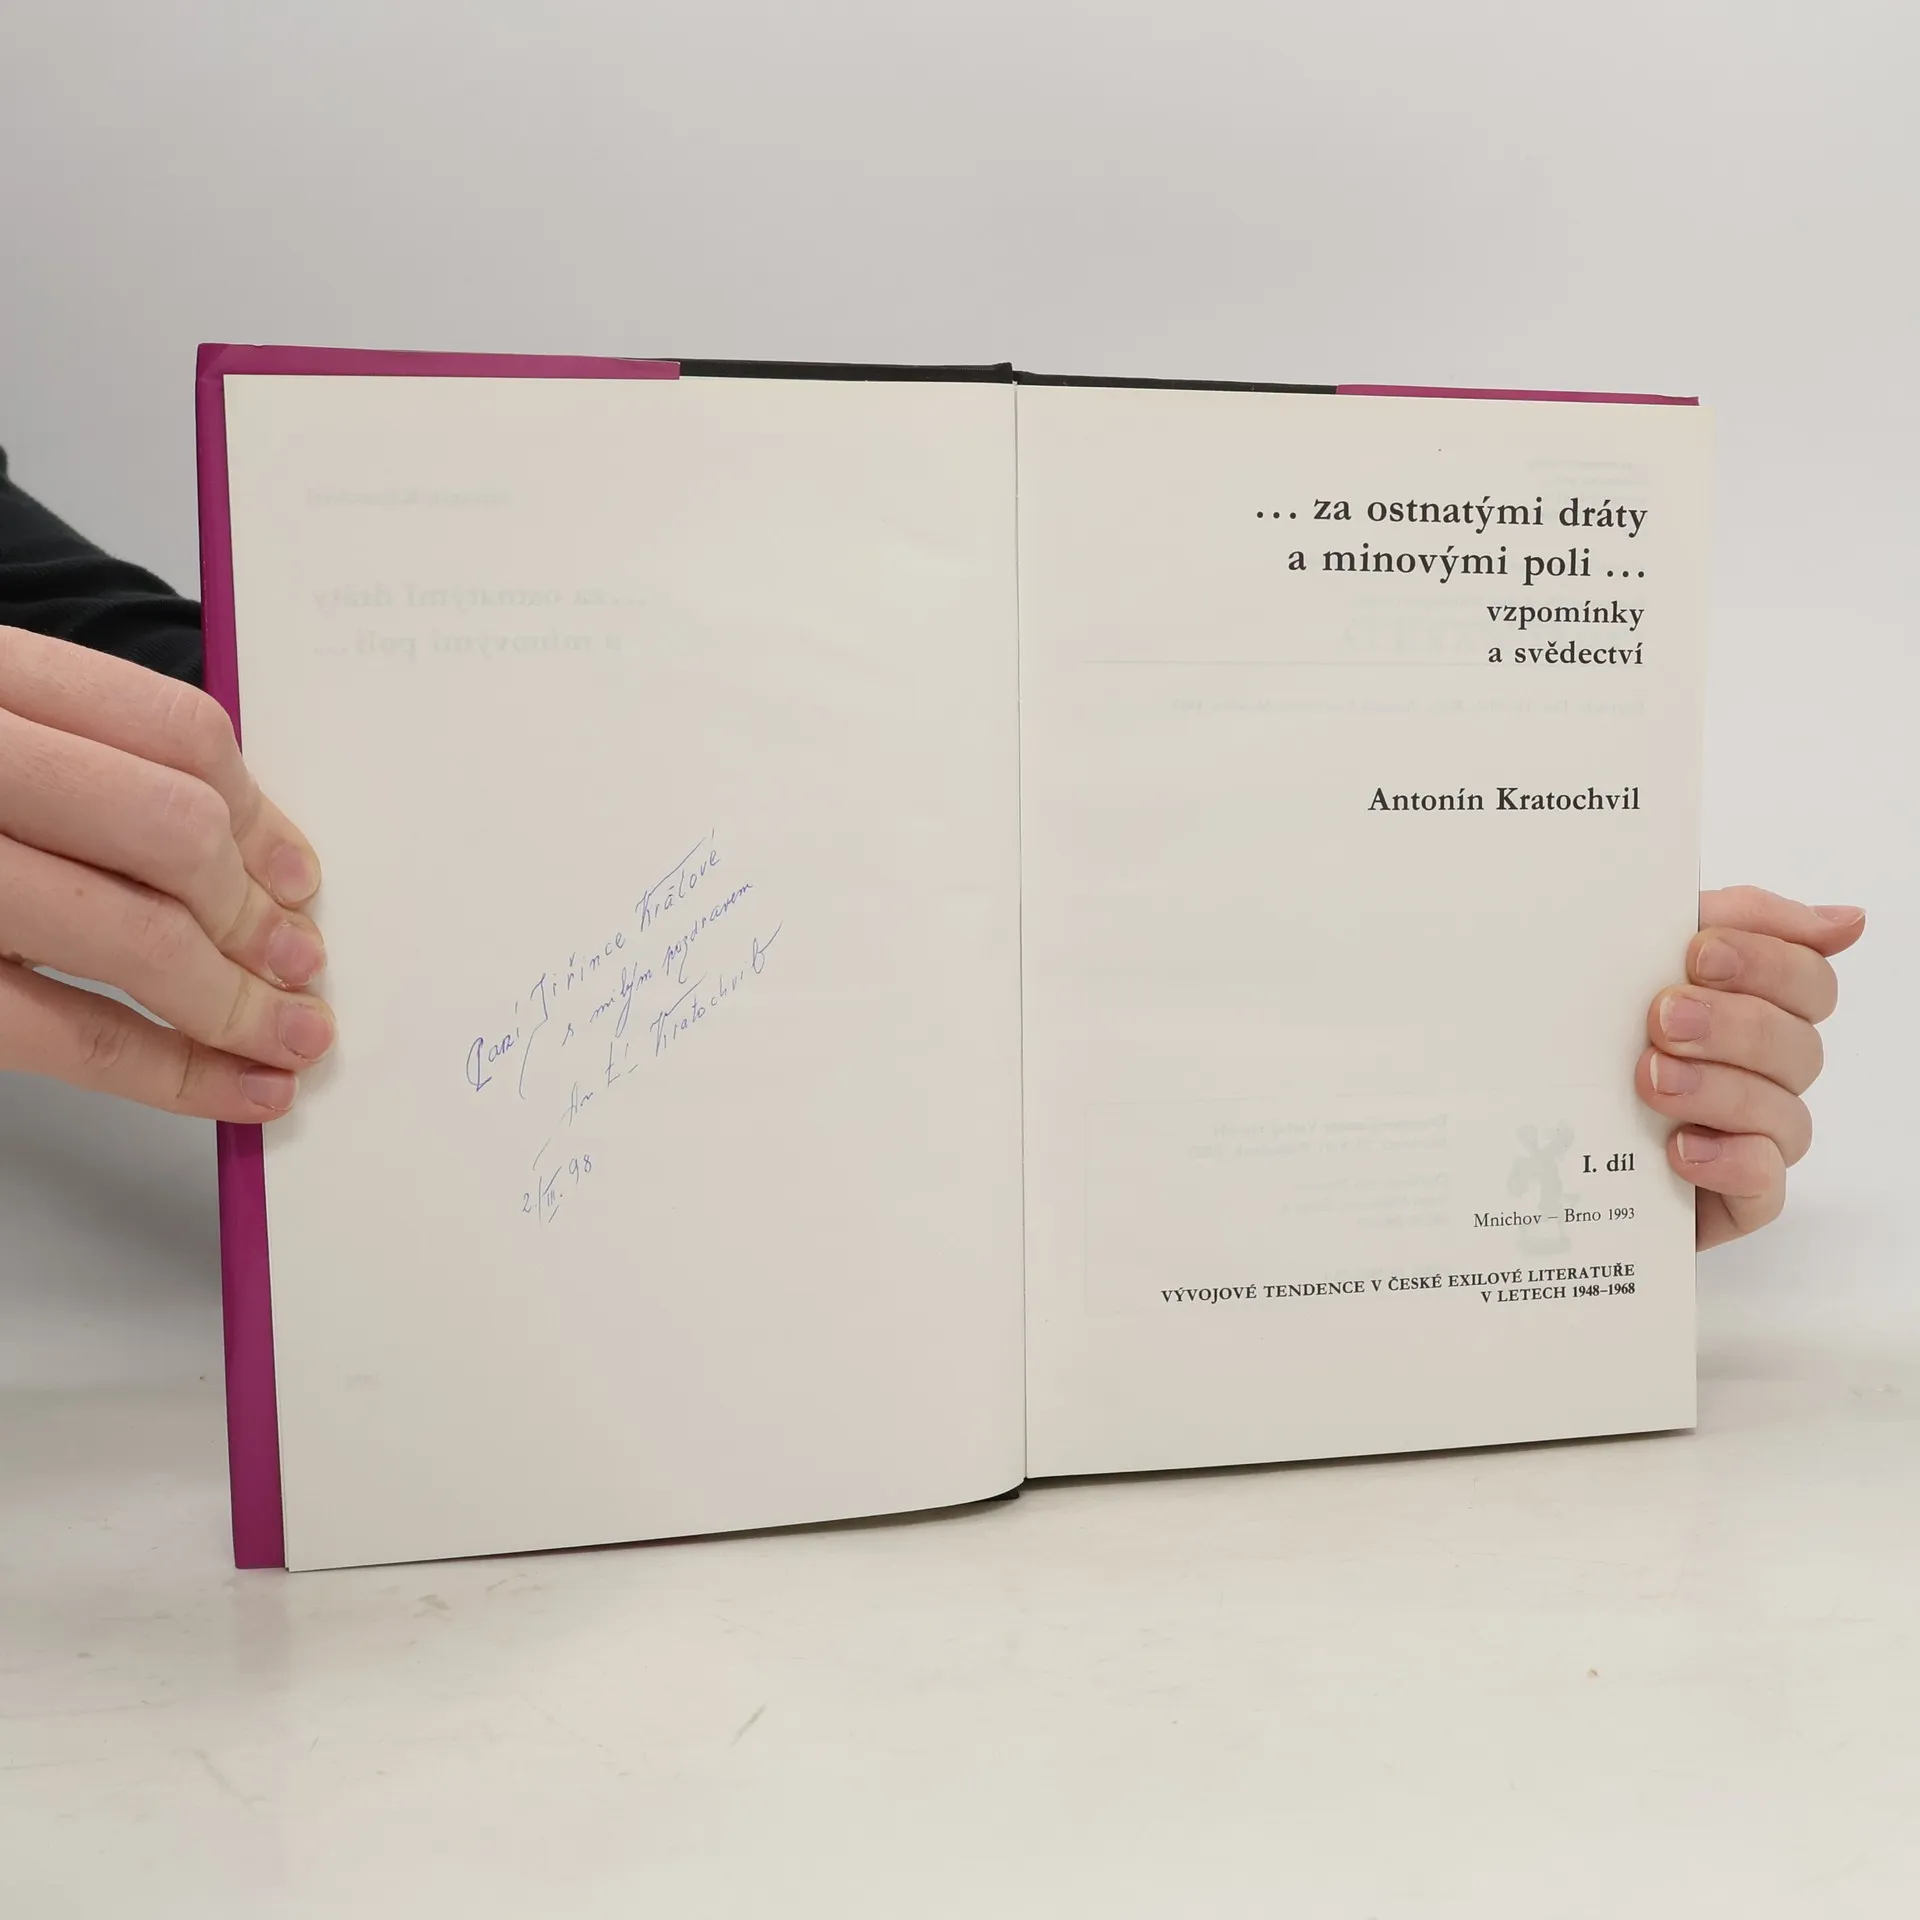 Paní Jiřince Králové
s milým pozdravem
Ant. Kratochvil
2./III. 98
... za ostnatými dráty
a minovými poli ...
vzpomínky
a svědectví
Antonín Kratochvil
I. díl
Mnichov – Brno 1993
VÝVOJOVÉ TENDENCE V ČESKÉ EXILOVÉ LITERATUŘE
V LETECH 1948–1968